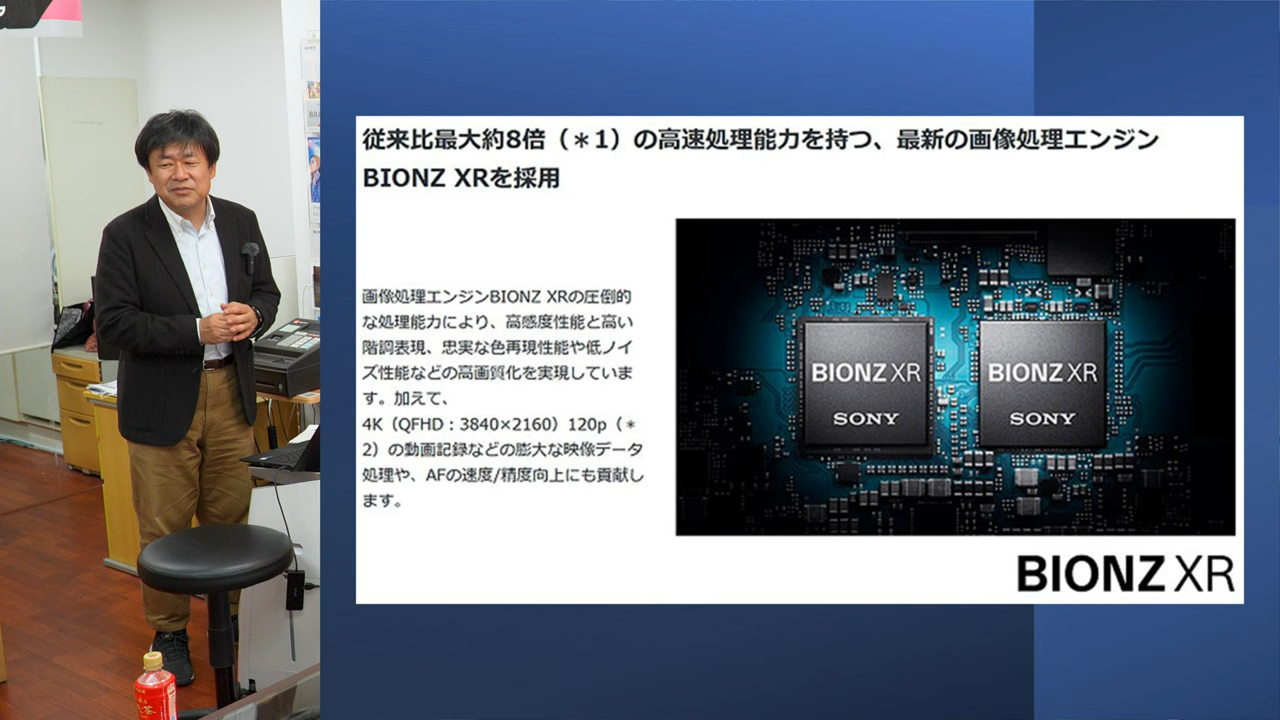 従来比最大約8倍（＊1）の高速処理能力を持つ、最新の画像処理エンジン
BIONZ XRを採用
画像処理エンジンBIONZ XRの圧倒的
な処理能力により、高感度性能と高い
階調表現、忠実な色再現性能や低ノイ
ズ性能などの高画質化を実現していま
す。加えて、
4K（QFHD：3840×2160）120p（＊
2）の動画記録などの膨大な映像データ
処理や、AFの速度/精度向上にも貢献し
ます。
BIONZ XR
SONY
BIONZ XR
SONY
BIONZ XR